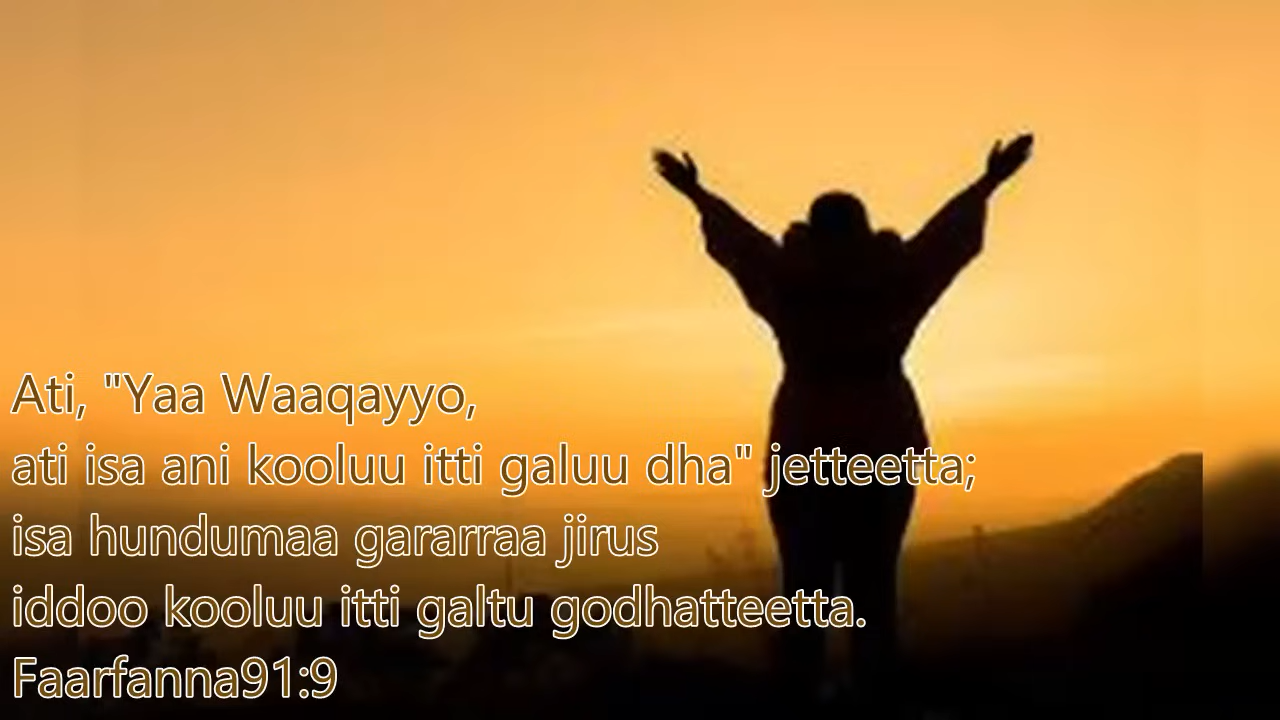 Ati, "Yaa Waaqayyo,
ati isa ani kooluu itti galuu dha" jetteetta;
isa hundumaa gararraa jirus
iddoo kooluu itti galtu godhatteetta.
Faarfanna91:9